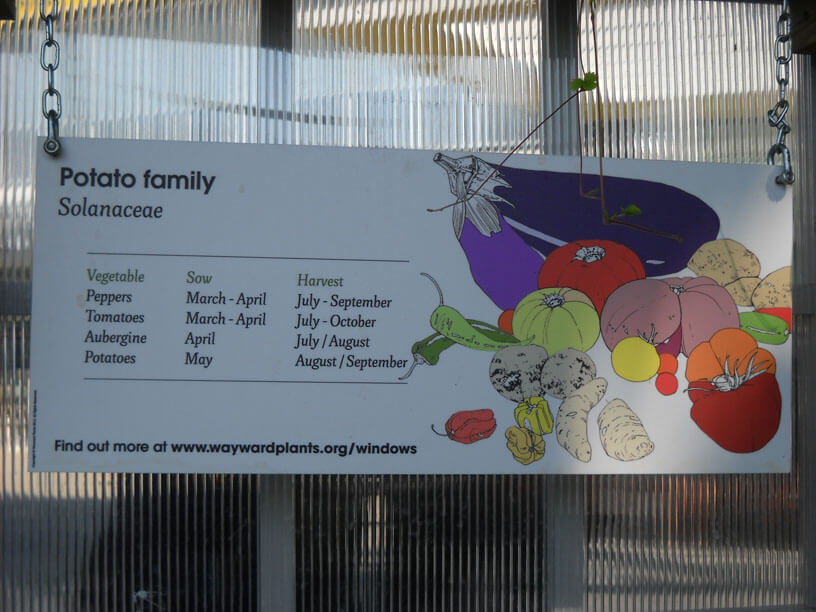 Potato family
Solanaceae
Vegetable Sow Harvest
Peppers March - April July - September
Tomatoes March - April July - October
Aubergine April July / August
Potatoes May August / September
Find out more at www.waywardplants.org/windows